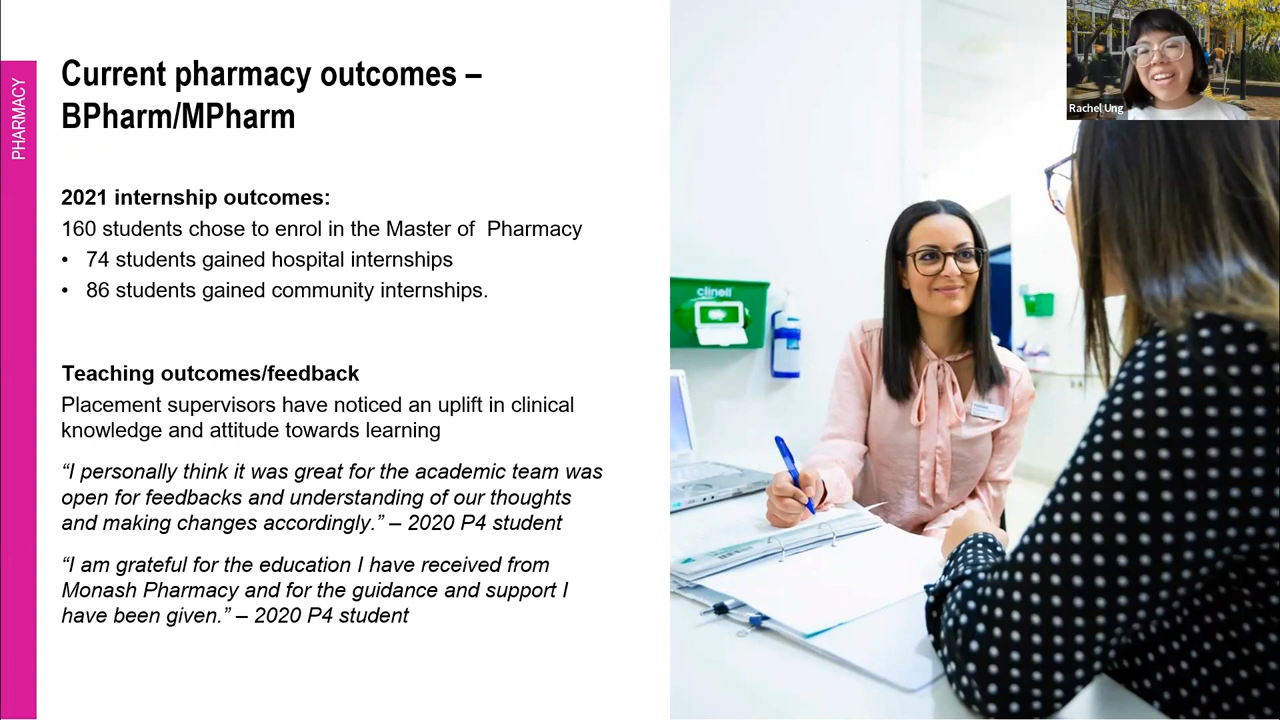 PHARMACY
Current pharmacy outcomes –
BPharm/MPharm
2021 internship outcomes:
160 students chose to enrol in the Master of  Pharmacy
• 74 students gained hospital internships
• 86 students gained community internships.
Teaching outcomes/feedback
Placement supervisors have noticed an uplift in clinical
knowledge and attitude towards learning
“I personally think it was great for the academic team was
open for feedbacks and understanding of our thoughts
and making changes accordingly.” – 2020 P4 student
“I am grateful for the education I have received from
Monash Pharmacy and for the guidance and support I
have been given.” – 2020 P4 student
clinell
Rachel Ung